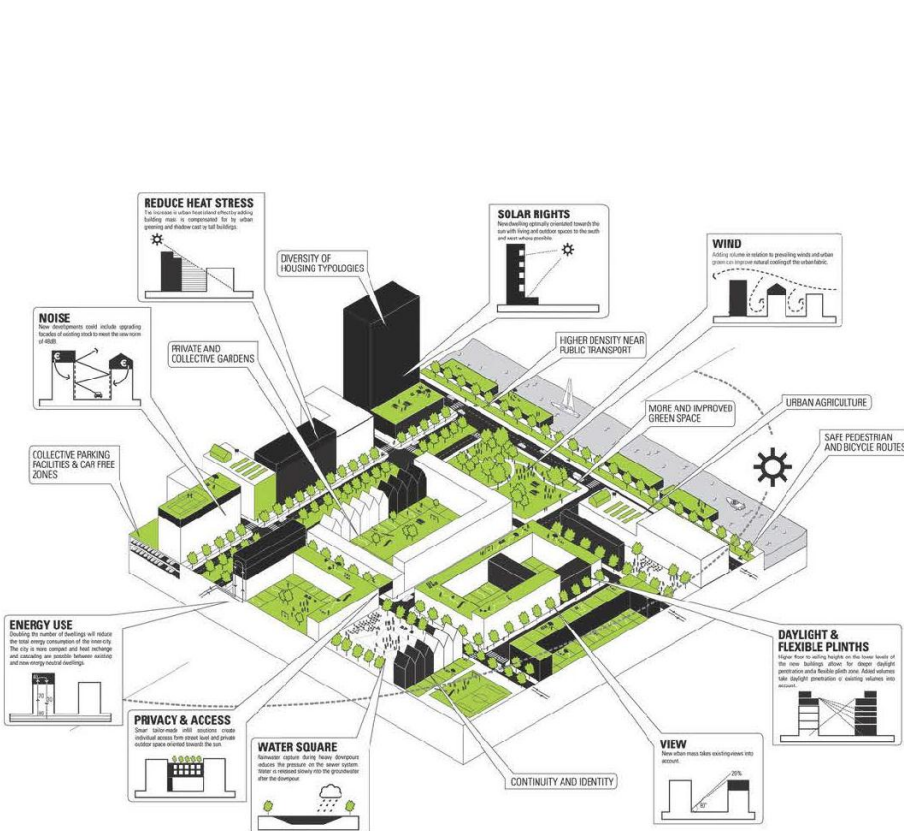 REDUCE HEAT STRESS
The increase in urban heat island effect by adding
building mass is compensated for by urban
greening and shadow cast by tall buildings.
SOLAR RIGHTS
New dwelling optimally orientated towards the
sun with living and outdoor spaces to the south
and west where possible.
WIND
Adding volume in relation to prevailing winds and urban
green can improve natural cooling of the urban fabric.
DIVERSITY OF
HOUSING TYPOLOGIES
NOISE
New developments could include upgrading
facades of existing stock to meet the new norm
of 48dB.
€
€
PRIVATE AND
COLLECTIVE GARDENS
HIGHER DENSITY NEAR
PUBLIC TRANSPORT
MORE AND IMPROVED
GREEN SPACE
URBAN AGRICULTURE
SAFE PEDESTRIAN
AND BICYCLE ROUTES
COLLECTIVE PARKING
FACILITIES & CAR FREE
ZONES
H
ENERGY USE
Doubling the number of dwellings will reduce
the total energy consumption of the inner-city.
The city is more compact and heat recharge
and cascading are possible between existing
and new energy neutral dwellings.
PRIVACY & ACCESS
Smart tailor-made infill solutions create
individual access form street level and private
outdoor space oriented towards the sun.
WATER SQUARE
Rainwater capture during heavy downpours
reduces the pressure on the sewer system.
Water is released slowly into the groundwater
after the downpour.
CONTINUITY AND IDENTITY
VIEW
New urban mass takes existing views into
account.
20%
DAYLIGHT &
FLEXIBLE PLINTHS
Higher floor to ceiling heights on the lower levels of
the new buildings allows for deeper daylight
penetration and a flexible plinth zone. Added volumes
take daylight penetration of existing volumes into
account.